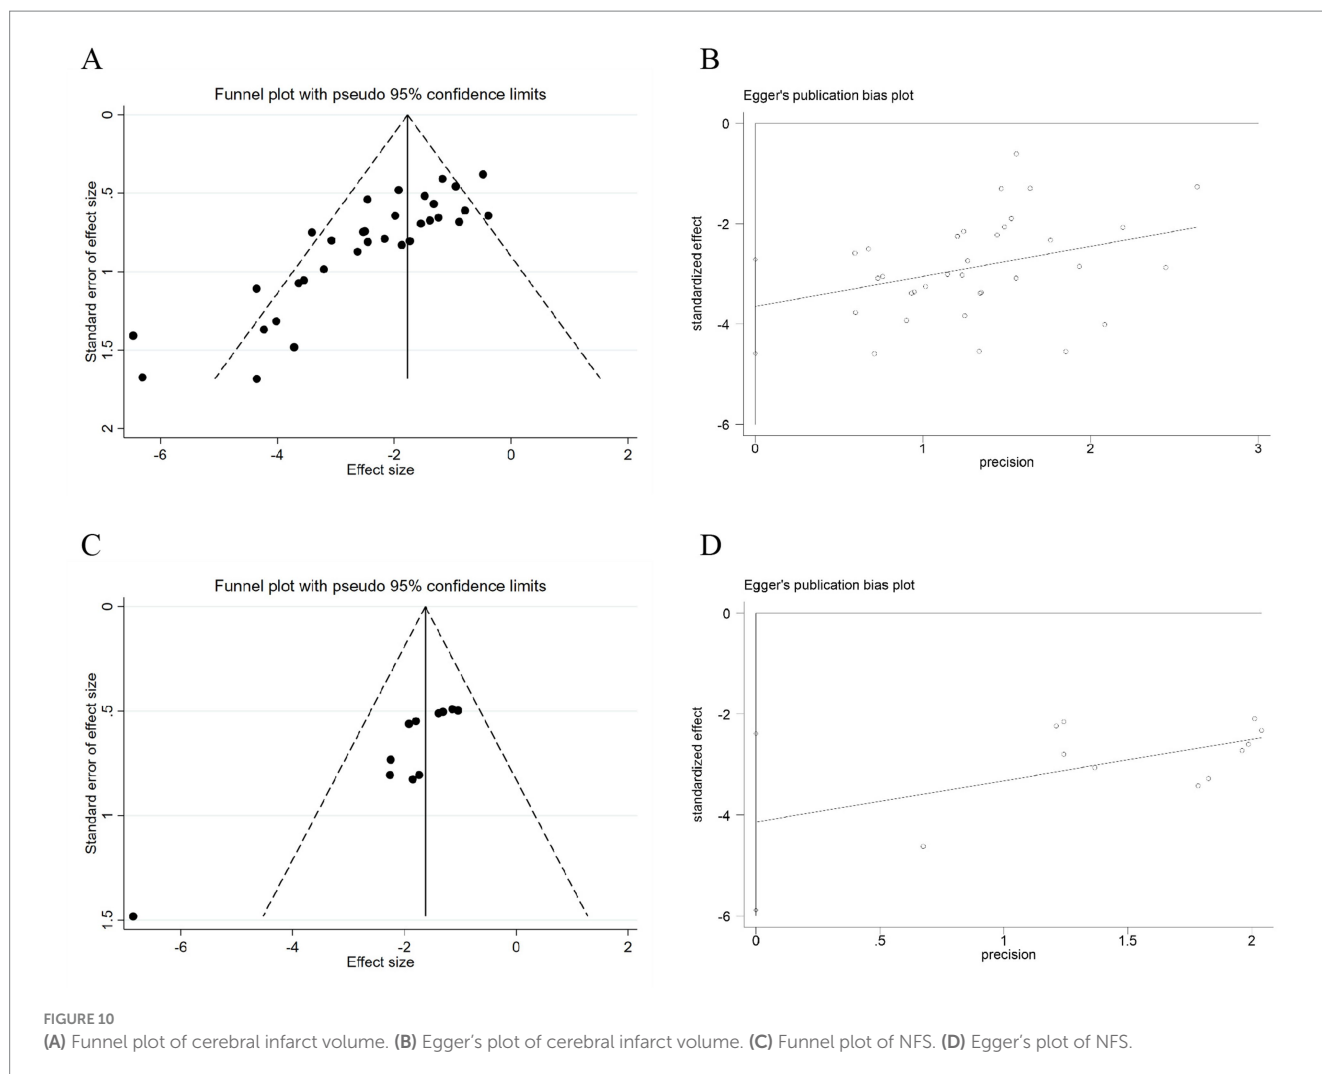 A
Funnel plot with pseudo 95% confidence limits
Standard error of effect size
0
.5
1
1.5
2
-6
-4
-2
0
2
Effect size
B
Egger's publication bias plot
standardized effect
0
-2
-4
-6
0
1
2
3
precision
C
Funnel plot with pseudo 95% confidence limits
Standard error of effect size
0
.5
1
1.5
-6
-4
-2
0
2
Effect size
D
Egger's publication bias plot
standardized effect
0
-2
-4
-6
0
.5
1
1.5
2
precision
FIGURE 10
(A) Funnel plot of cerebral infarct volume. (B) Egger's plot of cerebral infarct volume. (C) Funnel plot of NFS. (D) Egger's plot of NFS.